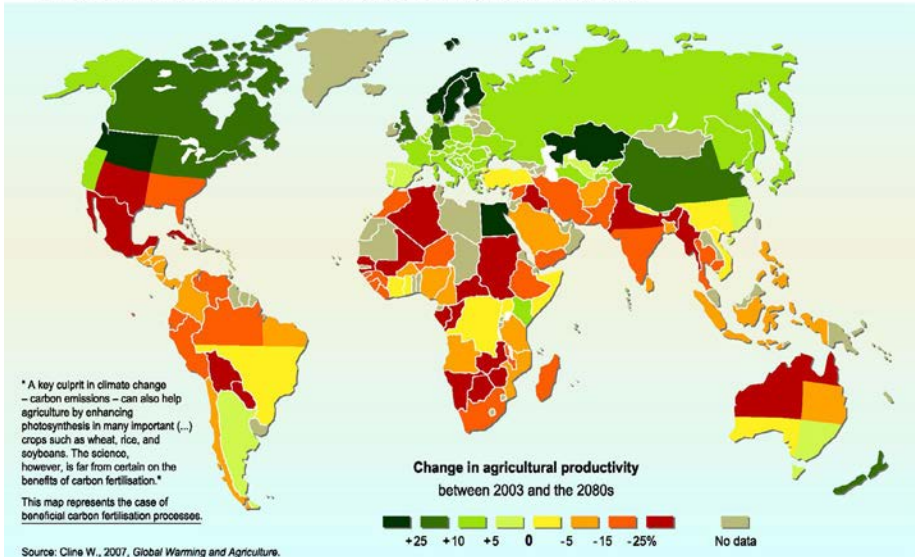 " A key culprit in climate change
– carbon emissions – can also help
agriculture by enhancing
photosynthesis in many important (...)
crops such as wheat, rice, and
soybeans. The science,
however, is far from certain on the
benefits of carbon fertilisation."
This map represents the case of
beneficial carbon fertilisation processes.
Change in agricultural productivity
between 2003 and the 2080s
+25 +10 +5 0 -5 -15 -25% No data
Source: Cline W., 2007, Global Warming and Agriculture.